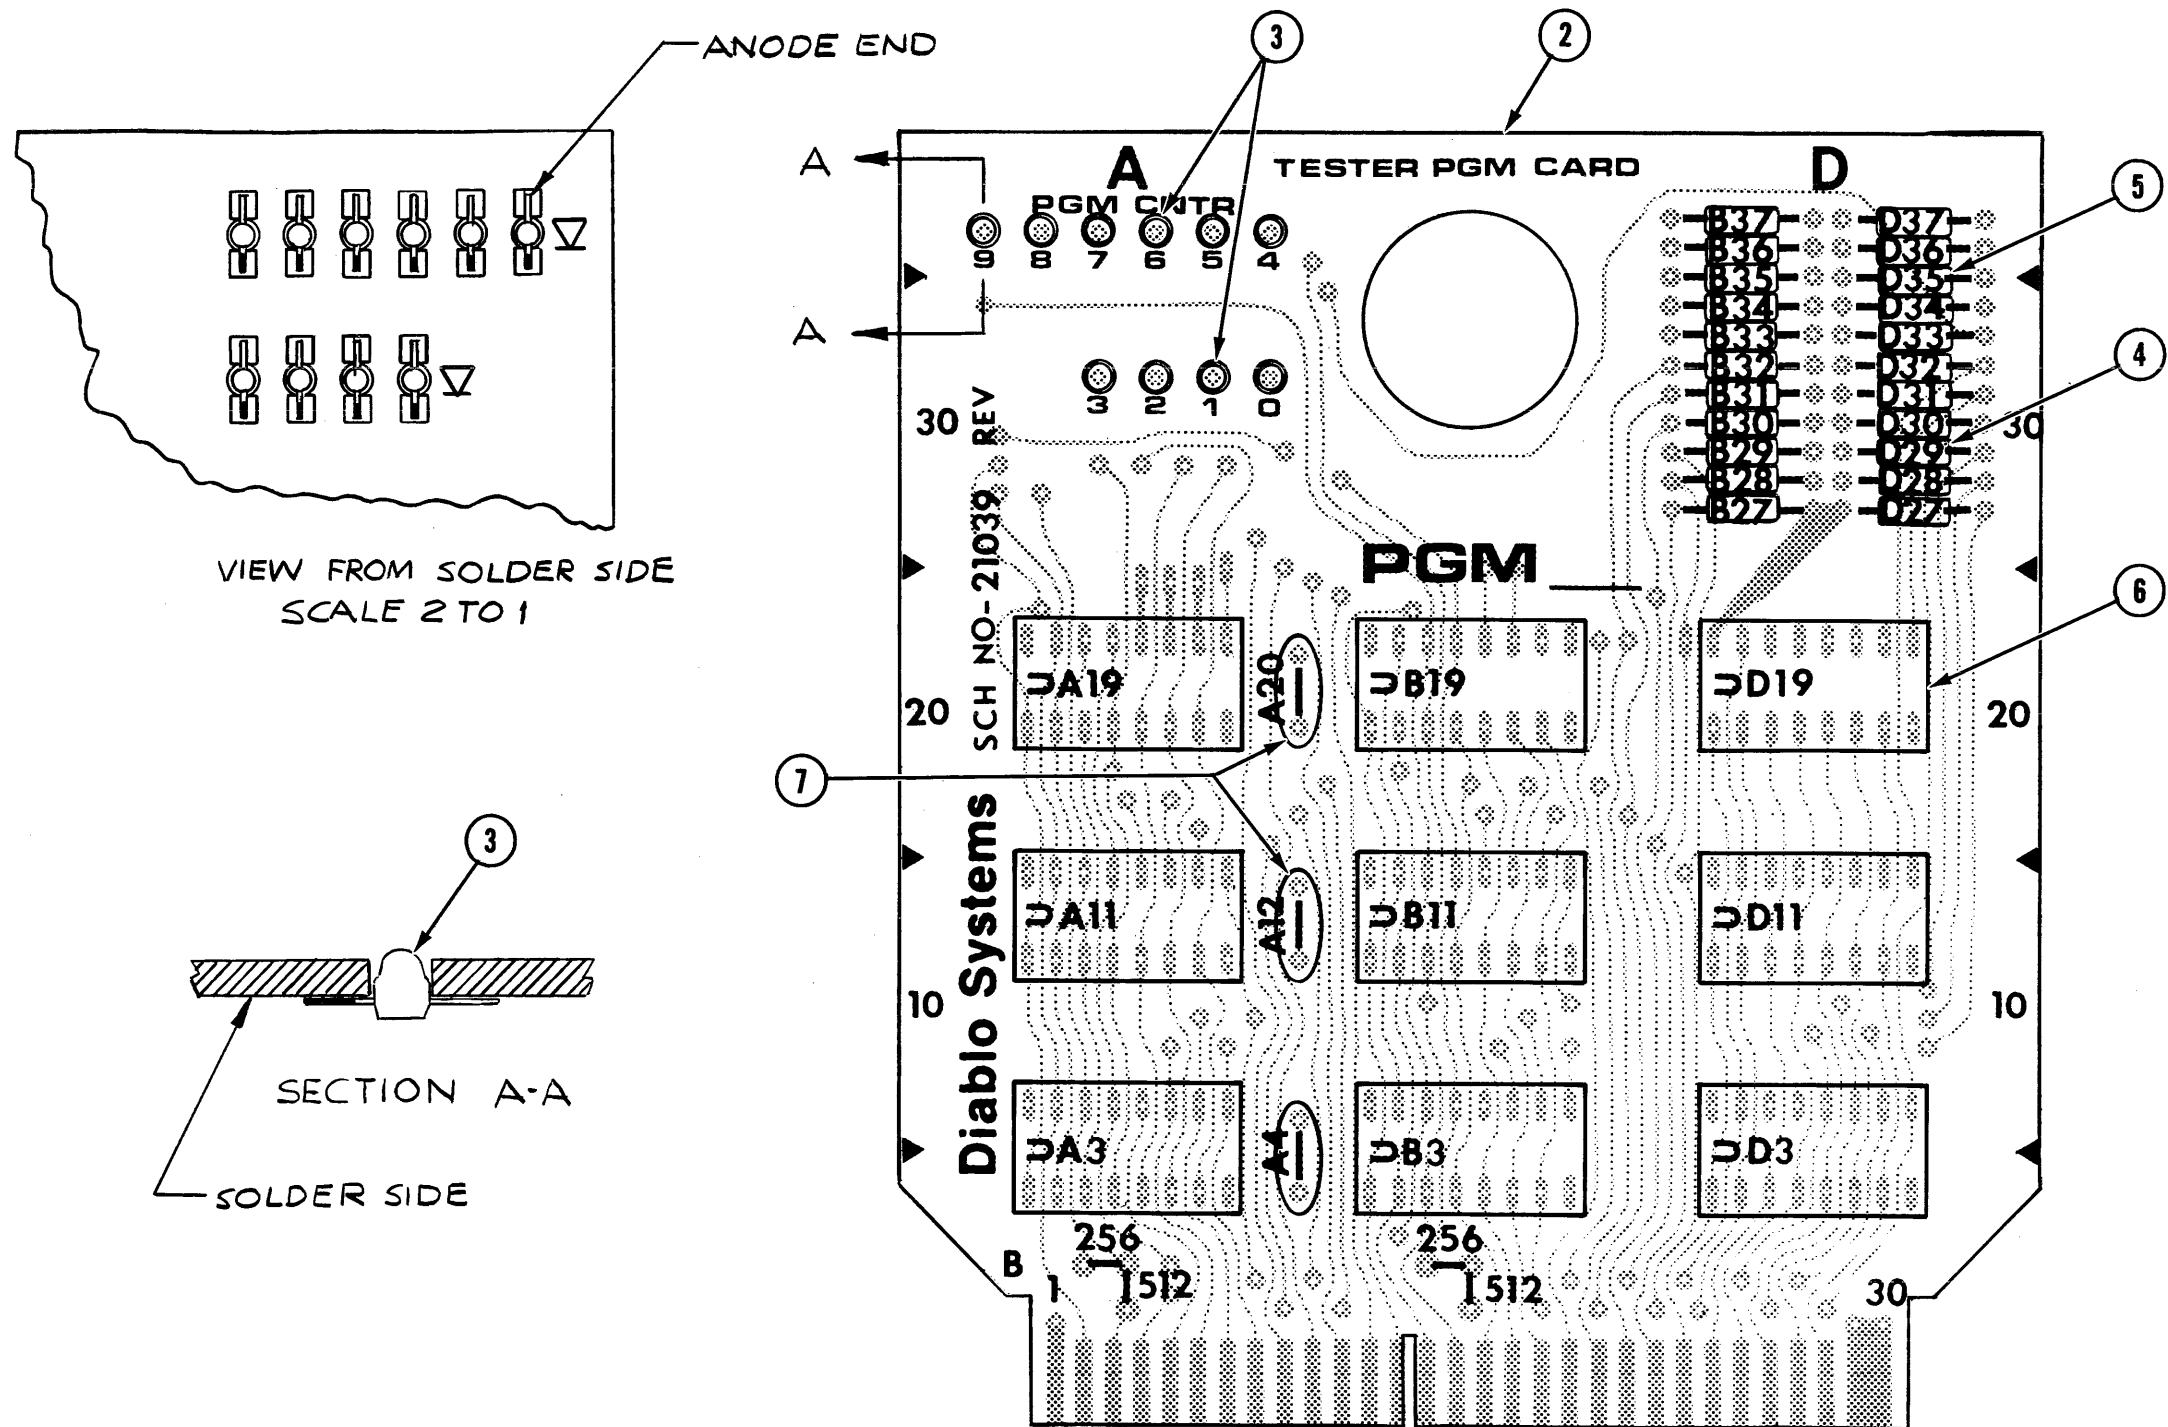 ANODE END
VIEW FROM SOLDER SIDE
SCALE 2 TO 1
3
SECTION A-A
SOLDER SIDE
3
2
A
A
A
TESTER PGM CARD
D
PGM CNTR
9 8 7 6 5 4
3 2 1 0
B37 D37
B36 D36
B35 D35
B34 D34
B33 D33
B32 D32
B31 D31
B30 D30
B29 D29
B28 D28
B27 D27
5
4
6
7
30
30
20
20
10
10
SCH NO-21039 REV
Diablo Systems
PGM
A19 A20 B19 D19
A11 A12 B11 D11
A3 A4 B3 D3
256
512
256
512
B
1
30